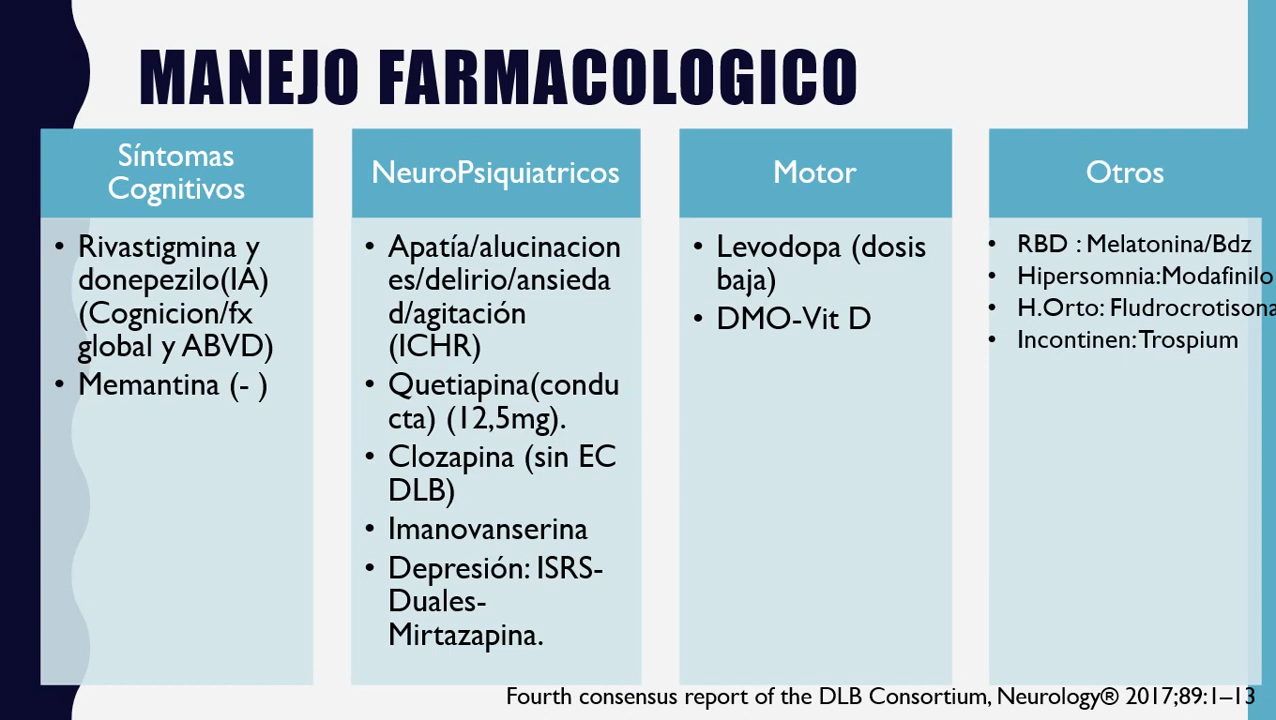 MANEJO FARMACOLOGICO
Síntomas
Cognitivos
• Rivastigmina y
donepezilo(IA)
(Cognicion/fx
global y ABVD)
• Memantina (- )
NeuroPsiquiatricos
• Apatía/alucinacion
es/delirio/ansieda
d/agitación
(ICHR)
• Quetiapina(condu
cta) (12,5mg).
• Clozapina (sin EC
DLB)
• Imanovanserina
• Depresión: ISRS-
Duales-
Mirtazapina.
Motor
• Levodopa (dosis
baja)
• DMO-Vit D
Otros
• RBD : Melatonina/Bdz
• Hipersomnia:Modafinilo
• H.Orto: Fludrocrotisona
• Incontinen:Trospium
Fourth consensus report of the DLB Consortium, Neurology® 2017;89:1–13